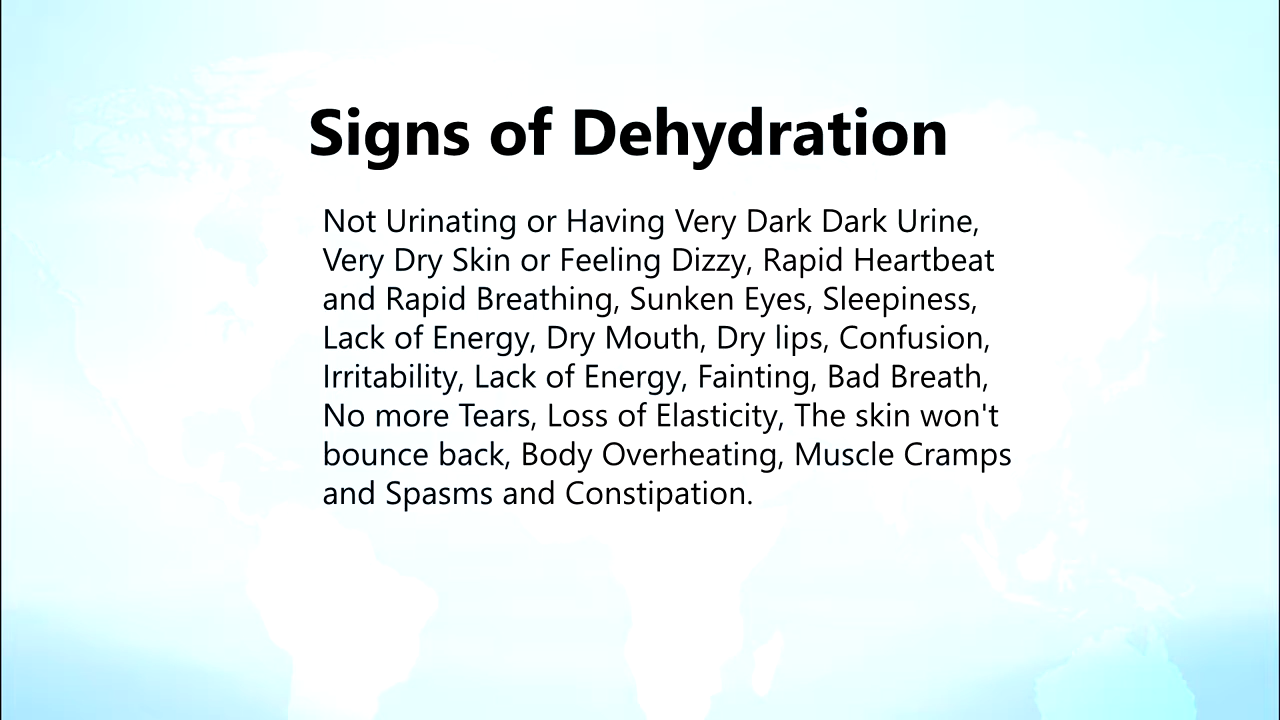 Signs of Dehydration
Not Urinating or Having Very Dark Dark Urine,
Very Dry Skin or Feeling Dizzy, Rapid Heartbeat
and Rapid Breathing, Sunken Eyes, Sleepiness,
Lack of Energy, Dry Mouth, Dry lips, Confusion,
Irritability, Lack of Energy, Fainting, Bad Breath,
No more Tears, Loss of Elasticity, The skin won't
bounce back, Body Overheating, Muscle Cramps
and Spasms and Constipation.